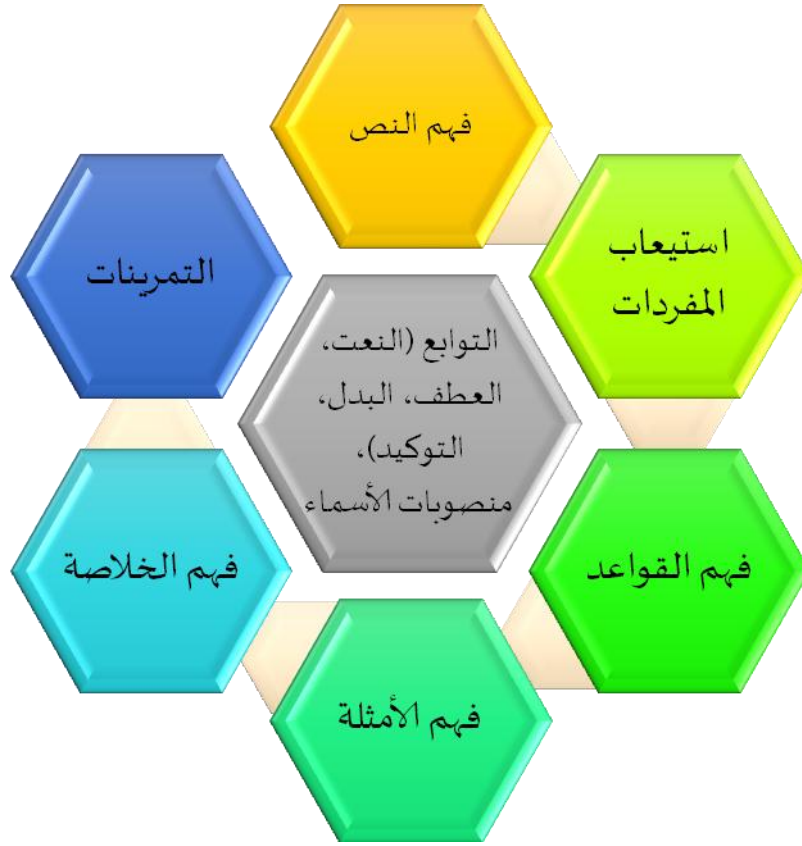 فهم النص
استيعاب
المفردات
التمرينات
التوابع (النعت،
العطف، البدل،
التوكيد)،
منصوبات الأسماء
فهم القواعد
فهم الخلاصة
فهم الأمثلة